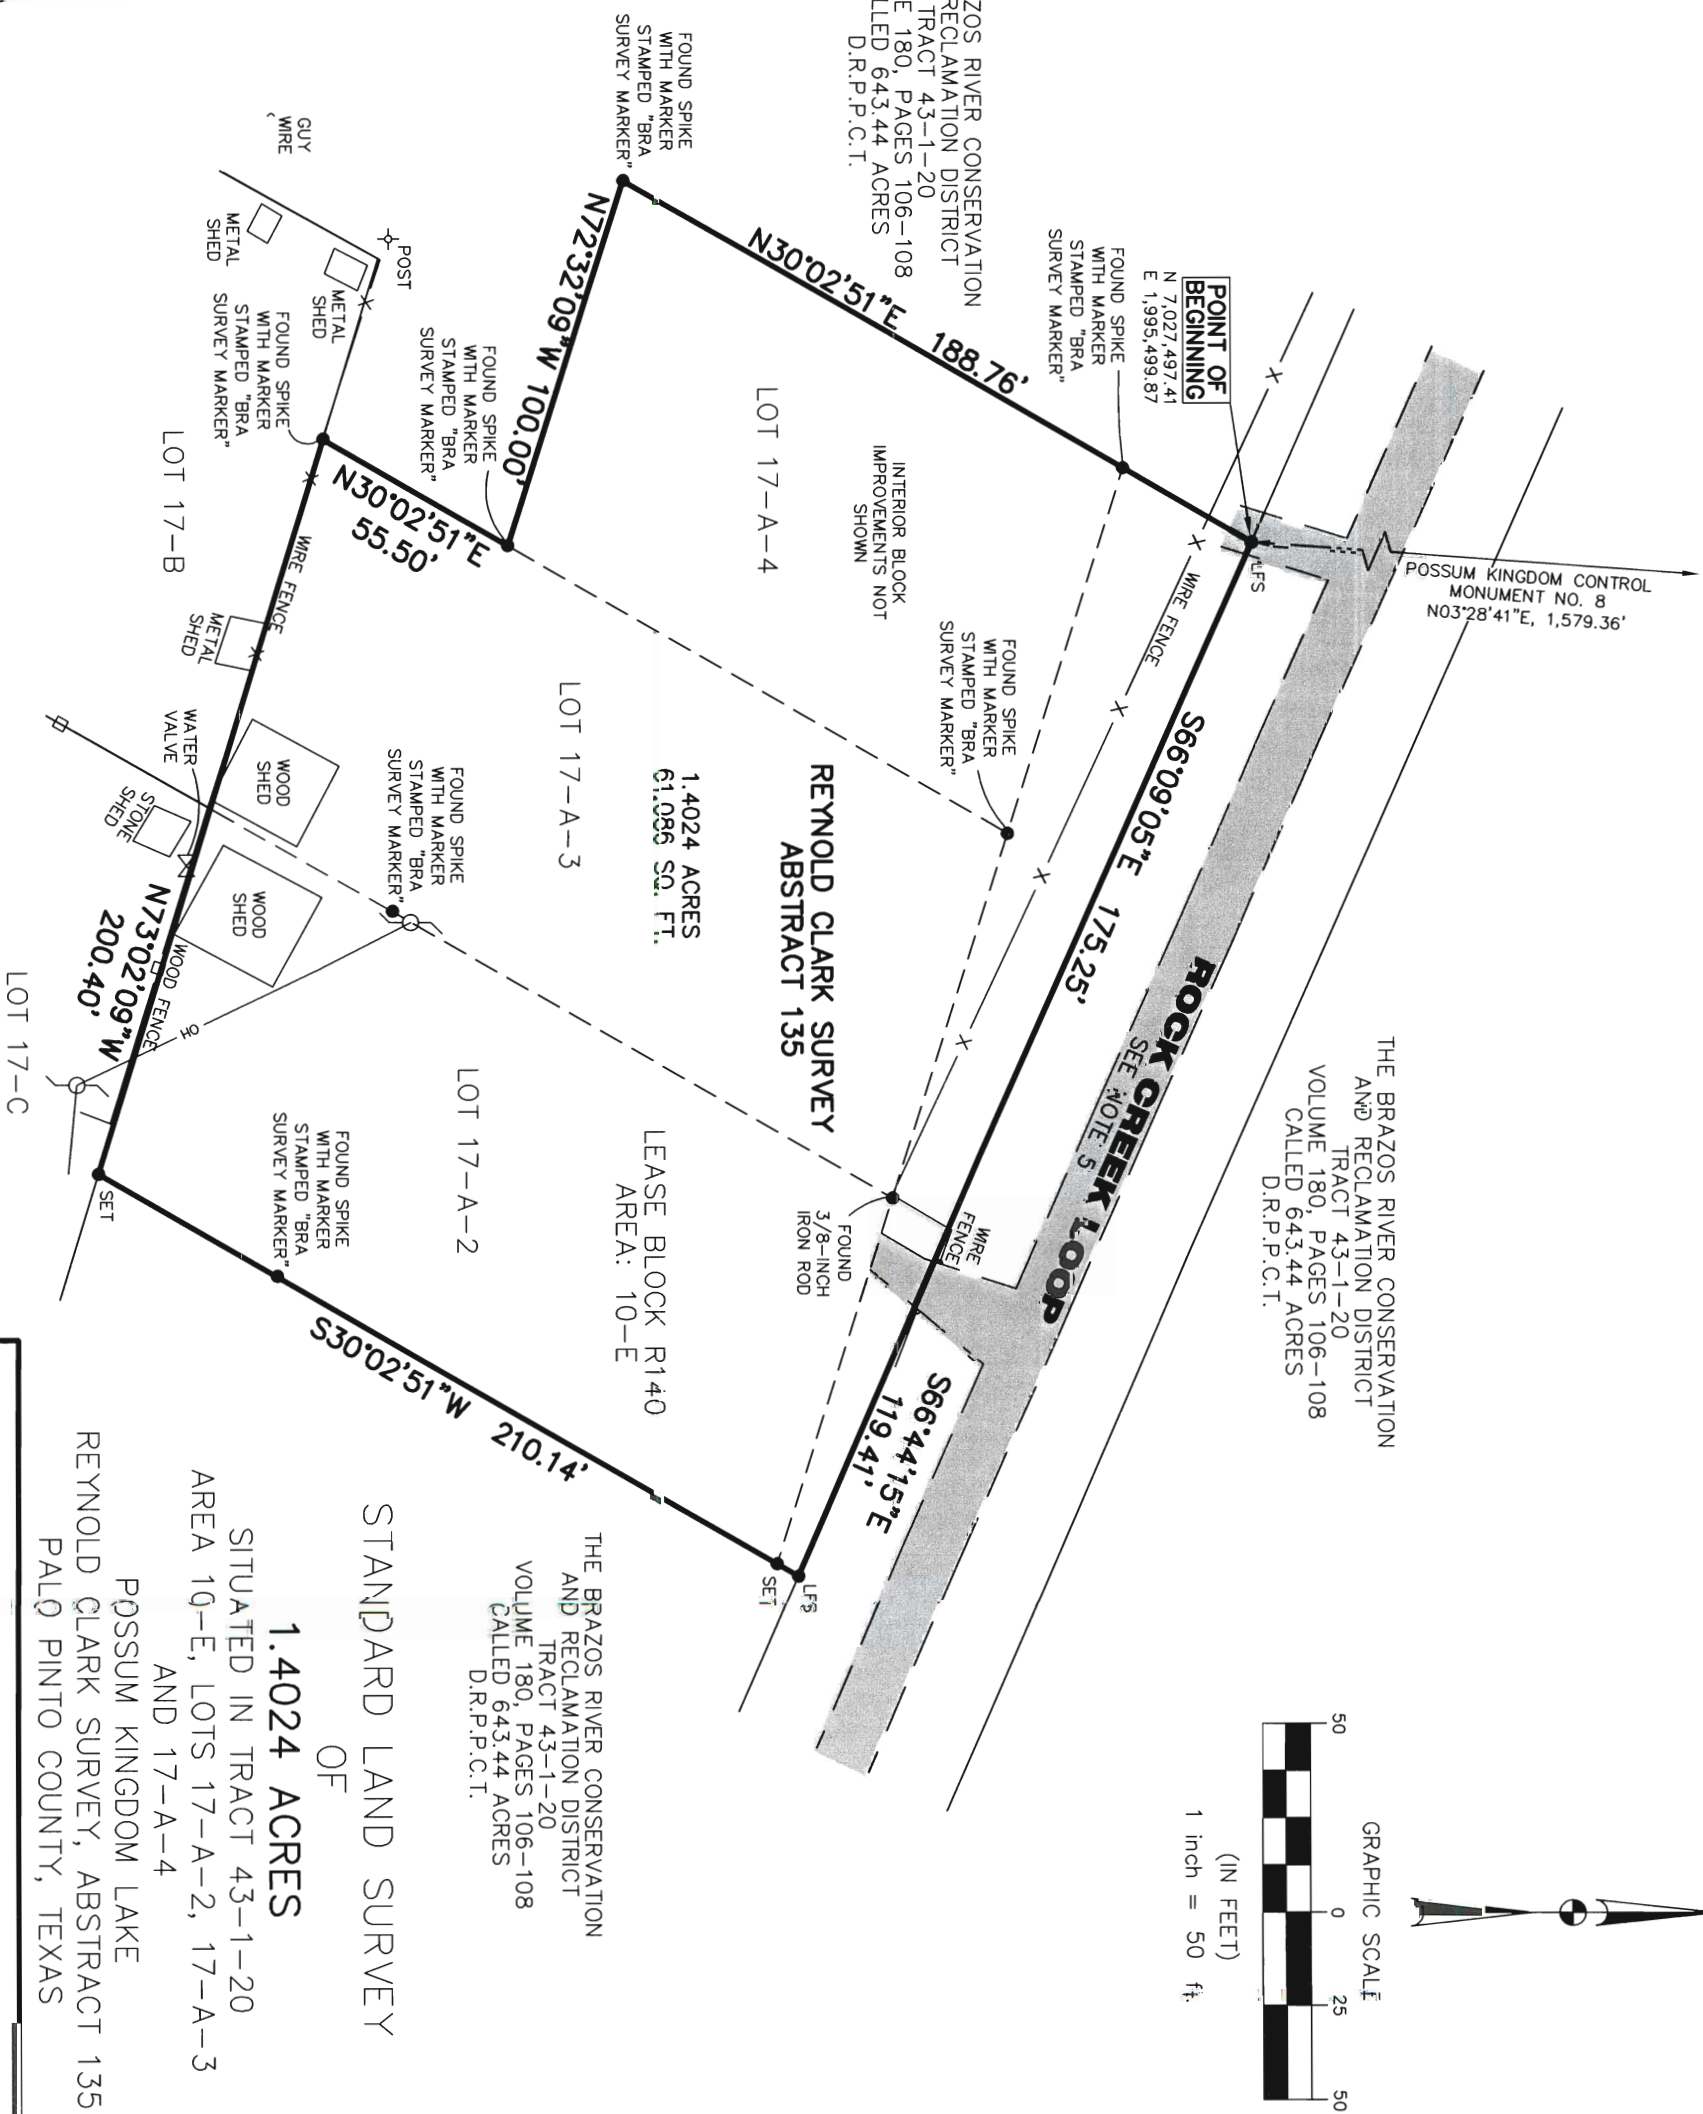 ZOS RIVER CONSERVATION
RECLAMATION DISTRICT
TRACT 43-1-20
E 180, PAGES 106-108
LLED 643.44 ACRES
D.R.P.P.C.T.
POSSUM KINGDOM CONTROL
MONUMENT NO. 8
N03°28'41"E, 1,579.36'
POINT OF
BEGINNING
N 7,027,497.41
E 1,995,499.87
LFS
FOUND SPIKE
WITH MARKER
STAMPED "BRA
SURVEY MARKER"
N30°02'51"E 188.76'
FOUND SPIKE
WITH MARKER
STAMPED "BRA
SURVEY MARKER"
N72°32'09"W 100.00'
FOUND SPIKE
WITH MARKER
STAMPED "BRA
SURVEY MARKER"
N30°02'51"E
55.50'
FOUND SPIKE
WITH MARKER
STAMPED "BRA
SURVEY MARKER"
GUY
WIRE
POST
METAL
SHED
METAL
SHED
LOT 17-A-4
INTERIOR BLOCK
IMPROVEMENTS NOT
SHOWN
WIRE FENCE
FOUND SPIKE
WITH MARKER
STAMPED "BRA
SURVEY MARKER"
S66°09'05"E 175.25'
ROCK CREEK LOOP
SEE NOTE 5
THE BRAZOS RIVER CONSERVATION
AND RECLAMATION DISTRICT
TRACT 43-1-20
VOLUME 180, PAGES 106-108
CALLED 643.44 ACRES
D.R.P.P.C.T.
REYNOLD CLARK SURVEY
ABSTRACT 135
1.4024 ACRES
61,086 SQ. FT.
LOT 17-A-3
LOT 17-B
WIRE FENCE
METAL
SHED
WATER
VALVE
WOOD
SHED
STONE
SHED
WOOD
SHED
FOUND SPIKE
WITH MARKER
STAMPED "BRA
SURVEY MARKER"
WOOD FENCE
OH
N73°02'09"W
200.40'
LOT 17-C
SET
LOT 17-A-2
FOUND SPIKE
WITH MARKER
STAMPED "BRA
SURVEY MARKER"
LEASE BLOCK R140
AREA: 10-E
FOUND
3/8-INCH
IRON ROD
WIRE
FENCE
S66°44'15"E
119.47'
S30°02'51"W 210.14'
LFS
SET
THE BRAZOS RIVER CONSERVATION
AND RECLAMATION DISTRICT
TRACT 43-1-20
VOLUME 180, PAGES 106-108
CALLED 643.44 ACRES
D.R.P.P.C.T.
GRAPHIC SCALE
50 0 25 50
(IN FEET)
1 inch = 50 ft.
STANDARD LAND SURVEY
OF
1.4024 ACRES
SITUATED IN TRACT 43-1-20
AREA 10-E, LOTS 17-A-2, 17-A-3
AND 17-A-4
POSSUM KINGDOM LAKE
REYNOLD CLARK SURVEY, ABSTRACT 135
PALO PINTO COUNTY, TEXAS